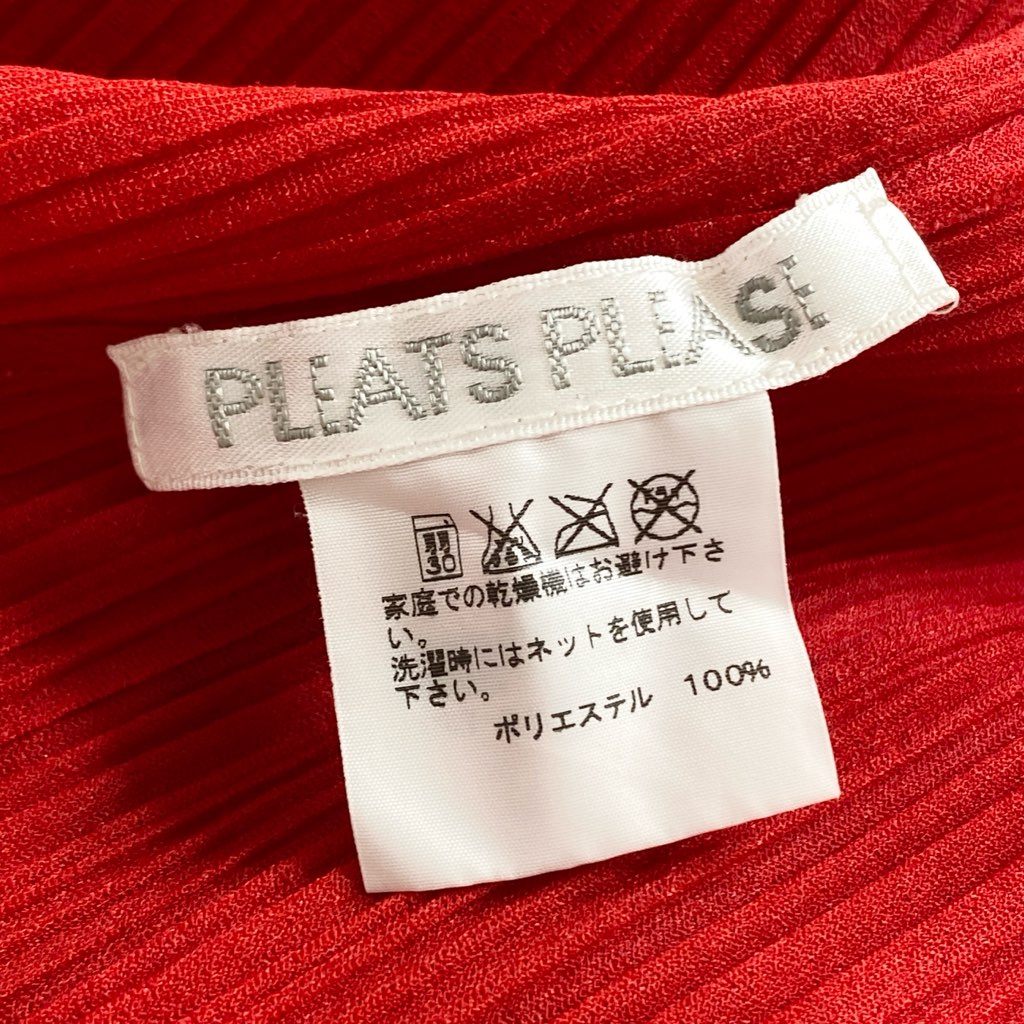 PLEATS PLEASE
弱
30
家庭での乾燥機はお避け下さ
い。
洗濯時にはネットを使用して
下さい。
ポリエステル 100%